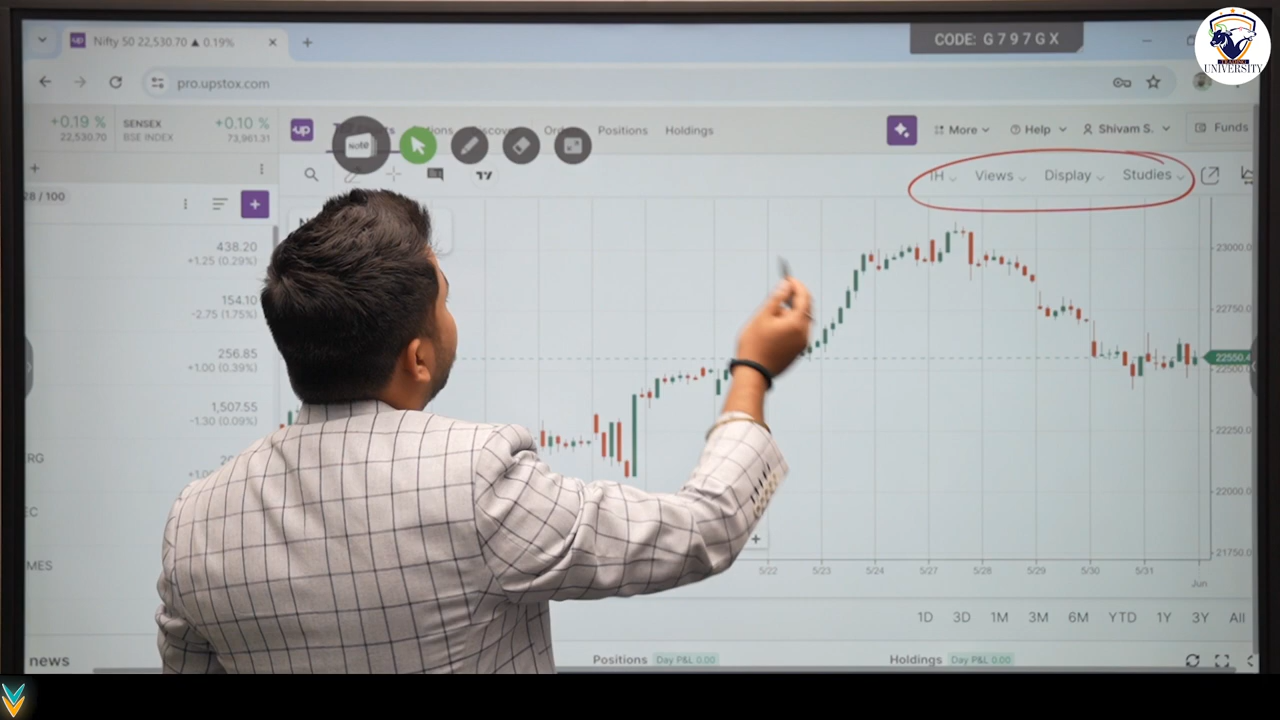 Nifty 50 22,530.70 ▲ 0.19%
CODE: G797GX
UNIVERSITY
pro.upstox.com
+0.19 %
22,530.70
SENSEX
BSE INDEX
+0.10 %
73,961.31
up
Note
Positions
Holdings
More
Help
Shivam S.
Funds
1H
Views
Display
Studies
/ 100
438.20
+1.25 (0.29%)
154.10
-2.75 (1.75%)
256.85
+1.00 (0.39%)
1,507.55
-1.30 (0.09%)
RG
EC
MES
23000.
22750.
22550.4
22500.
22250.0
22000.0
21750.0
5/22
5/23
5/24
5/27
5/28
5/29
5/30
5/31
Jun
1D
3D
1M
3M
6M
YTD
1Y
3Y
All
news
Positions
Day P&L 0.00
Holdings
Day P&L 0.00